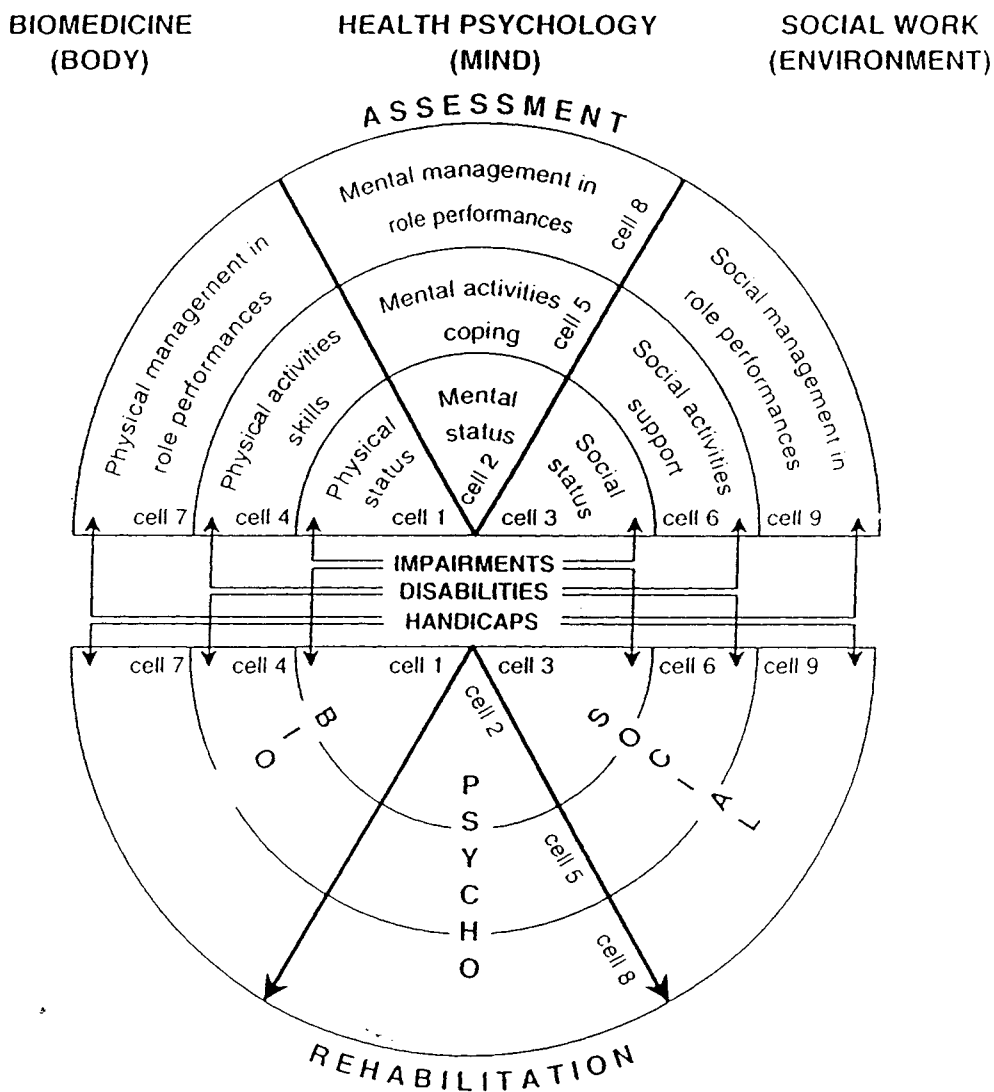 BIOMEDICINE
(BODY)
HEALTH PSYCHOLOGY
(MIND)
SOCIAL WORK
(ENVIRONMENT)
ASSESSMENT
Physical management in
role performances
cell 7
Physical activities
skills
cell 4
Physical
status
cell 1
Mental management in
role performances
cell 8
Mental activities
coping
cell 5
Mental
status
cell 2
Social
status
cell 3
Social activities
support
cell 6
Social management in
role performances
cell 9
IMPAIRMENTS
DISABILITIES
HANDICAPS
cell 7
cell 4
cell 1
cell 3
cell 6
cell 9
cell 2
cell 5
cell 8
BIO
PSYCHO
SOCIAL
REHABILITATION